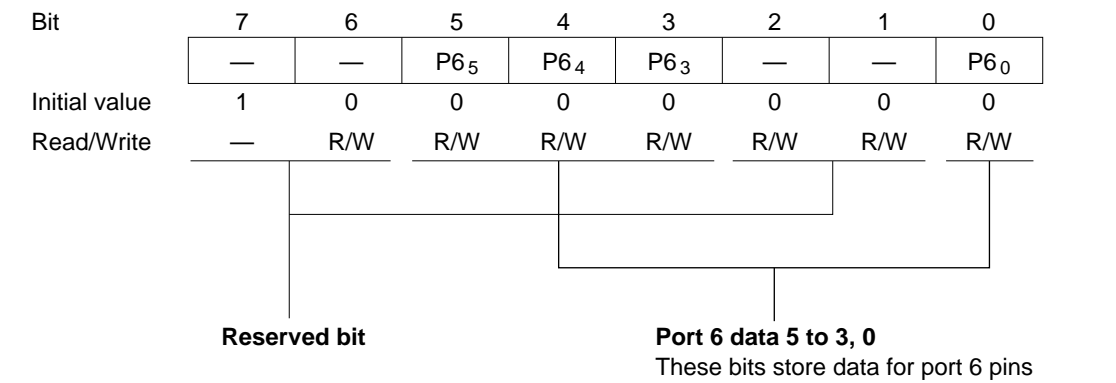 Bit 7 6 5 4 3 2 1 0
— — P6₅ P6₄ P6₃ — — P6₀
Initial value 1 0 0 0 0 0 0 0
Read/Write — R/W R/W R/W R/W R/W R/W R/W
Reserved bit
Port 6 data 5 to 3, 0
These bits store data for port 6 pins